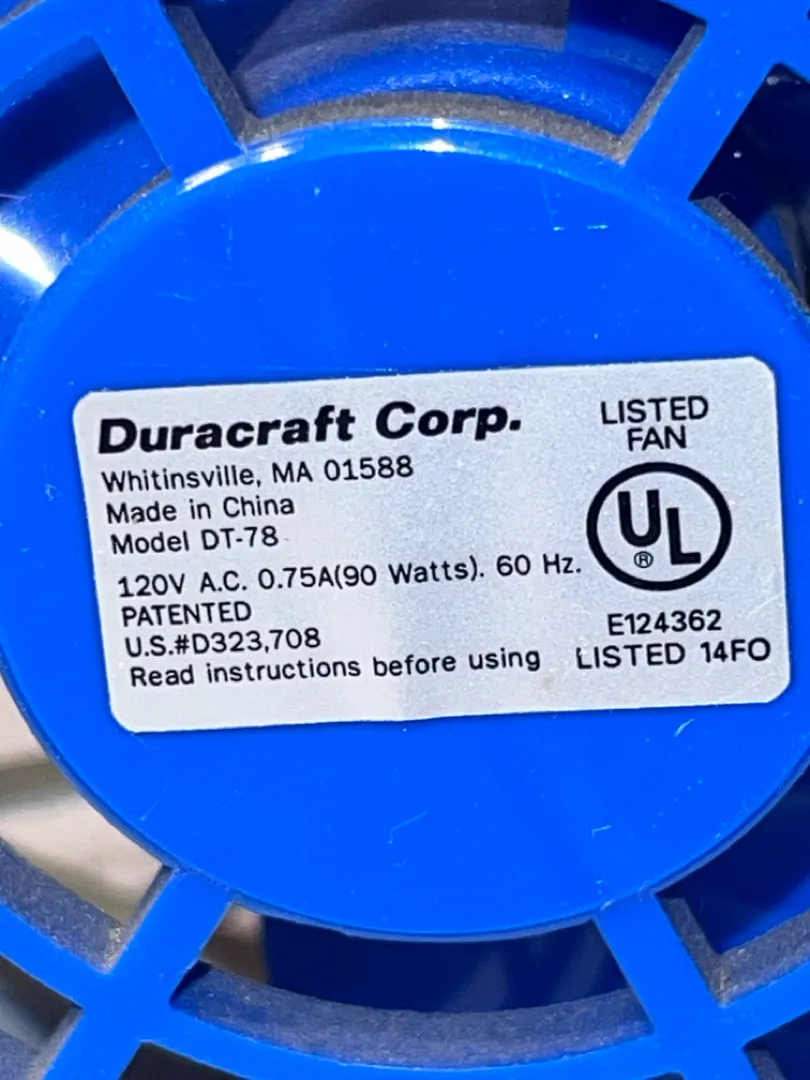 Duracraft Corp.
Whitinsville, MA 01588
Made in China
Model DT-78
120V A.C. 0.75A(90 Watts). 60 Hz.
PATENTED
U.S.#D323,708
Read instructions before using
LISTED
FAN
UL
®
E124362
LISTED 14FO